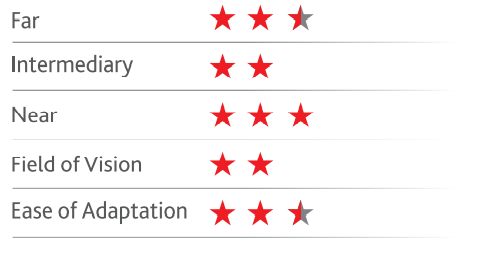 Far
Intermediary
Near
Field of Vision
Ease of Adaptation